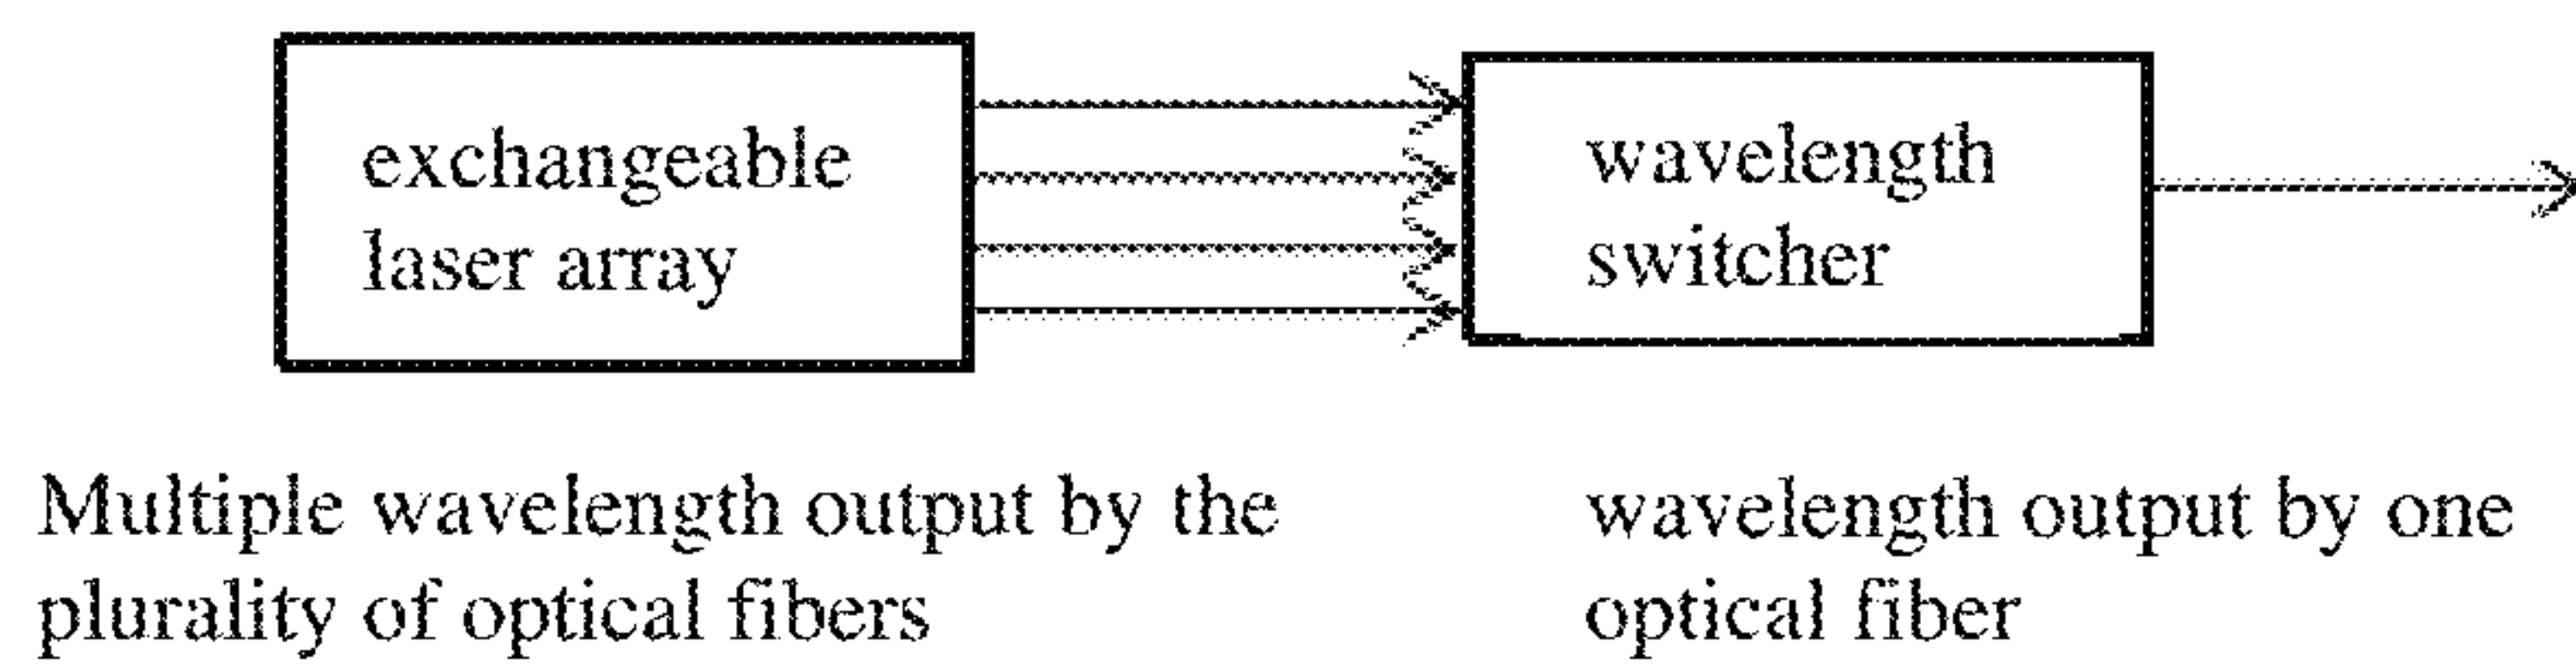 exchangeable
laser array
wavelength
switcher
Multiple wavelength output by the
plurality of optical fibers
wavelength output by one
optical fiber